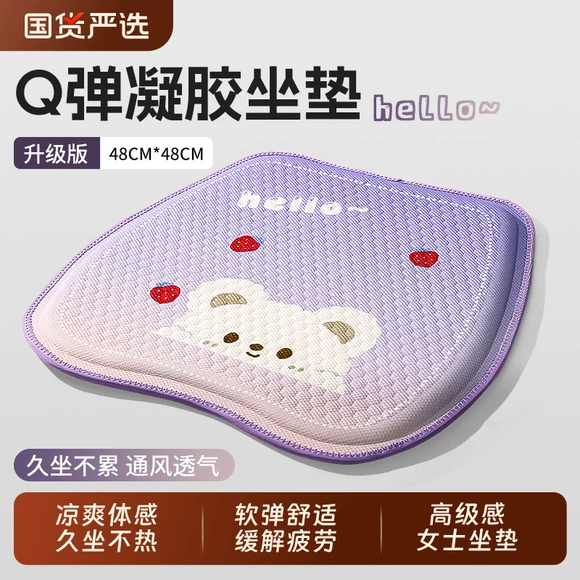 国货严选
Q弹凝胶坐垫
hello~
升级版
48CM*48CM
hello~
久坐不累 通风透气
凉爽体感
久坐不热
软弹舒适
缓解疲劳
高级感
女士坐垫